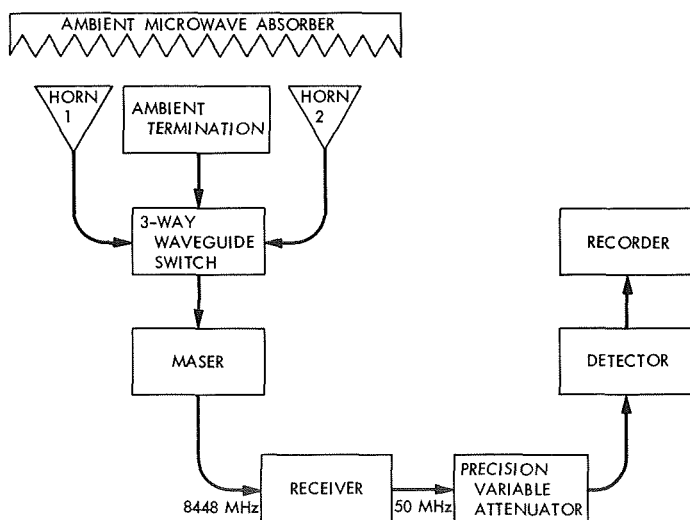 AMBIENT MICROWAVE ABSORBER
HORN
1
AMBIENT
TERMINATION
HORN
2
3-WAY
WAVEGUIDE
SWITCH
RECORDER
MASER
DETECTOR
8448 MHz
RECEIVER
50 MHz
PRECISION
VARIABLE
ATTENUATOR